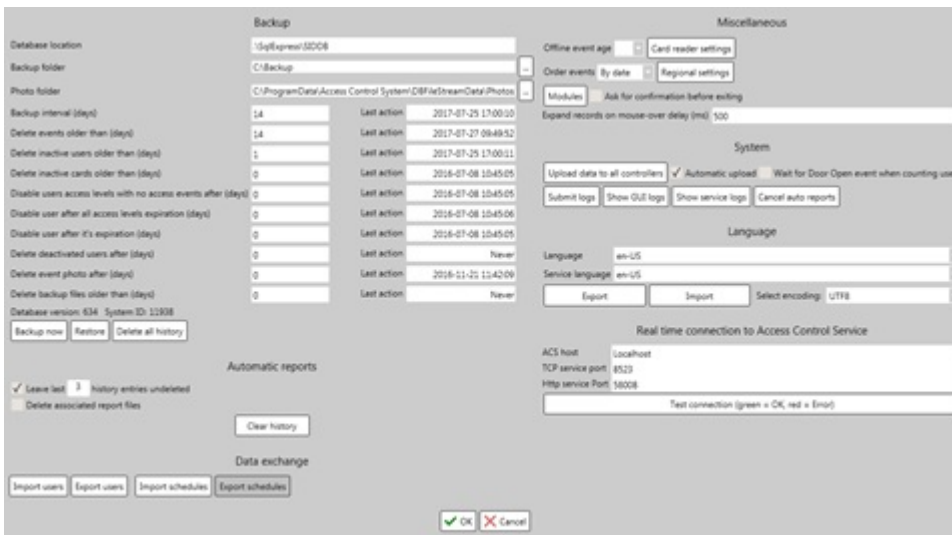 Backup
Database location .\SqlExpress\SIDDB
Backup folder C:\Backup ...
Photo folder C:\ProgramData\Access Control System\DBFileStreamData\Photos ...
Backup interval (days) 14 Last action 2017-07-25 17:00:10
Delete events older than (days) 14 Last action 2017-07-27 09:49:52
Delete inactive users older than (days) 1 Last action 2017-07-25 17:00:11
Delete inactive cards older than (days) 0 Last action 2016-07-08 10:45:05
Disable users access levels with no access events after (days) 0 Last action 2016-07-08 10:45:05
Disable user after all access levels expiration (days) 0 Last action 2016-07-08 10:45:06
Disable user after it's expiration (days) 0 Last action 2016-07-08 10:45:05
Delete deactivated users after (days) 0 Last action Never
Delete event photo after (days) 0 Last action 2016-11-21 11:42:09
Delete backup files older than (days) 0 Last action Never
Database version: 634 System ID: 11938
Backup now Restore Delete all history
Automatic reports
Leave last 3 history entries undeleted
Delete associated report files
Clear history
Data exchange
Import users Export users Import schedules Export schedules
Miscellaneous
Offline event age Card reader settings
Order events By date Regional settings
Modules Ask for confirmation before exiting
Expand records on mouse-over delay (ms) 500
System
Upload data to all controllers Automatic upload Wait for Door Open event when counting use
Submit logs Show GUI logs Show service logs Cancel auto reports
Language
Language en-US
Service language en-US
Export Import Select encoding: UTF8
Real time connection to Access Control Service
ACS host Localhost
TCP service port 8523
Http service Port 58008
Test connection (green = OK, red = Error)
OK Cancel